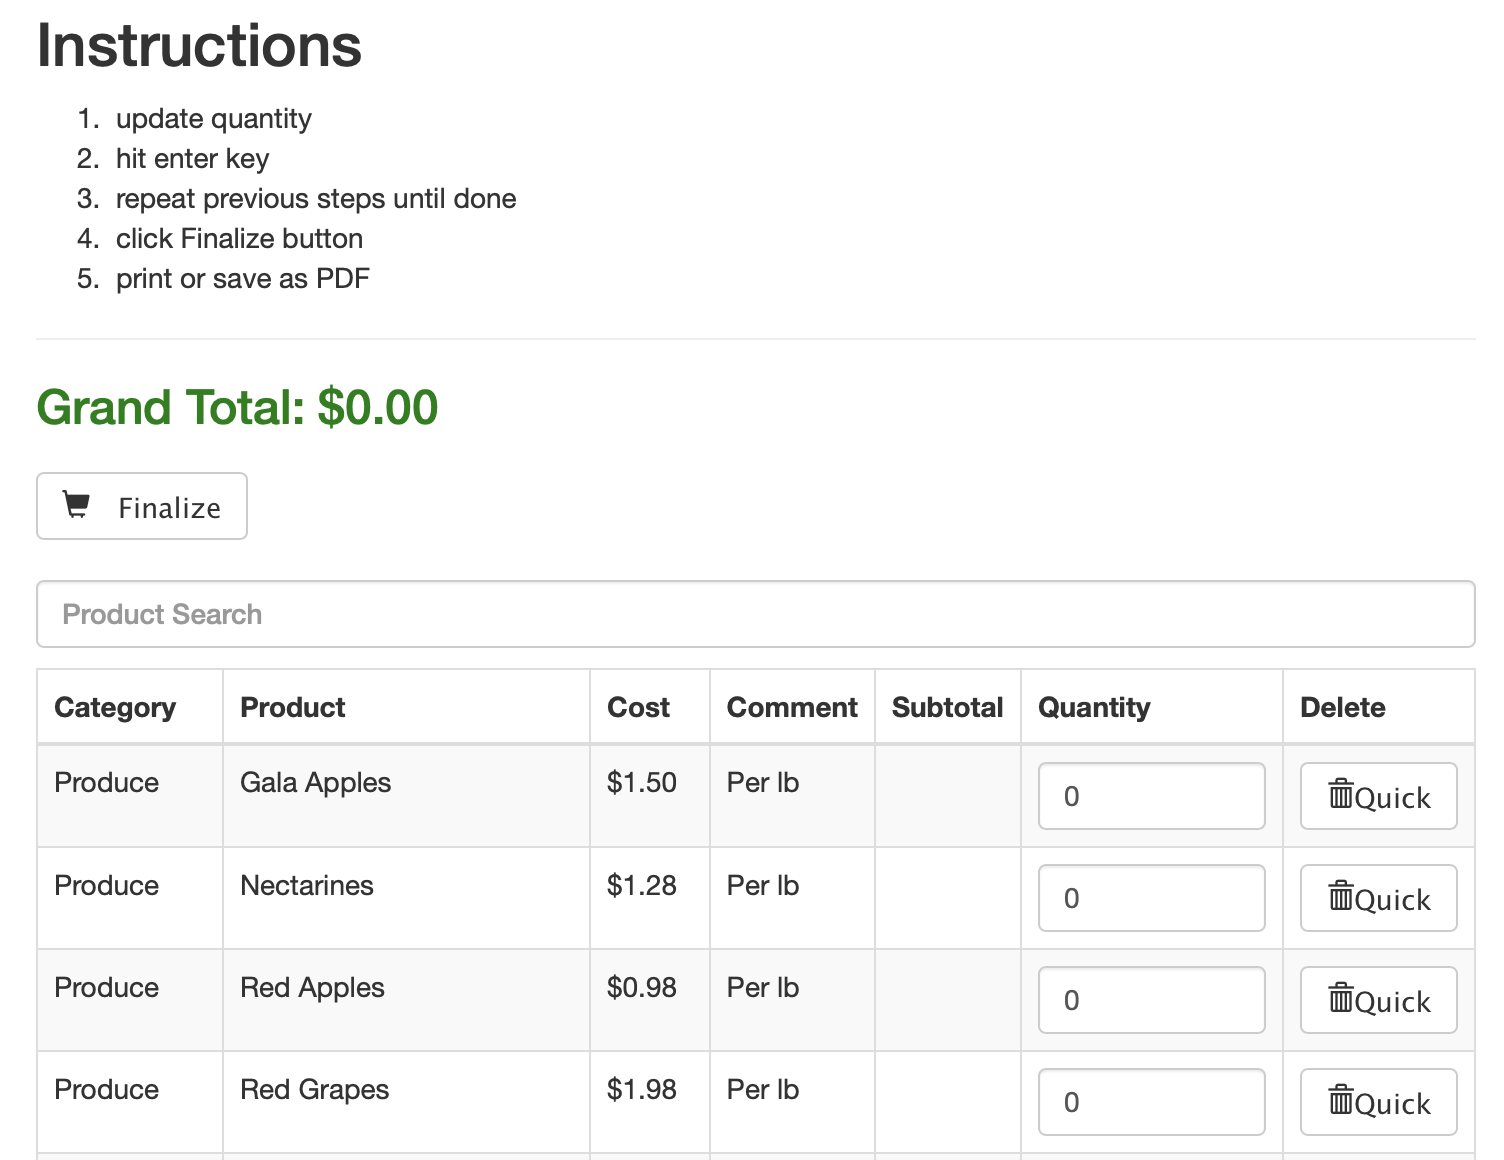 Instructions
1. update quantity
2. hit enter key
3. repeat previous steps until done
4. click Finalize button
5. print or save as PDF
Grand Total: $0.00
Finalize
Product Search
Category Product Cost Comment Subtotal Quantity Delete
Produce Gala Apples $1.50 Per lb 0 Quick
Produce Nectarines $1.28 Per lb 0 Quick
Produce Red Apples $0.98 Per lb 0 Quick
Produce Red Grapes $1.98 Per lb 0 Quick